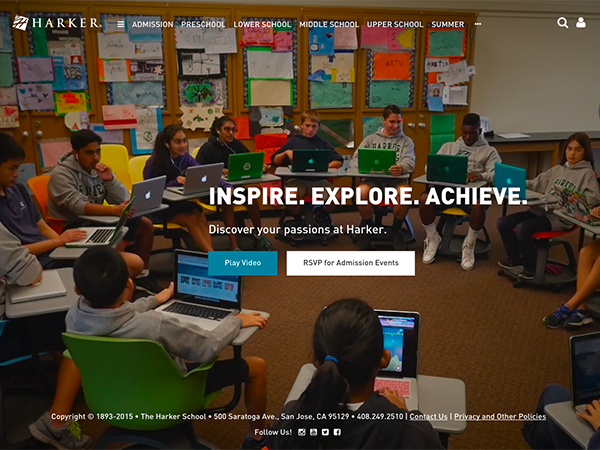 HARKER. ADMISSION PRESCHOOL LOWER SCHOOL MIDDLE SCHOOL UPPER SCHOOL SUMMER
INSPIRE. EXPLORE. ACHIEVE.
Discover your passions at Harker.
Play Video RSVP for Admission Events
Copyright © 1893-2015 • The Harker School • 500 Saratoga Ave., San Jose, CA 95129 • 408.249.2510 | Contact Us | Privacy and Other Policies
Follow Us!